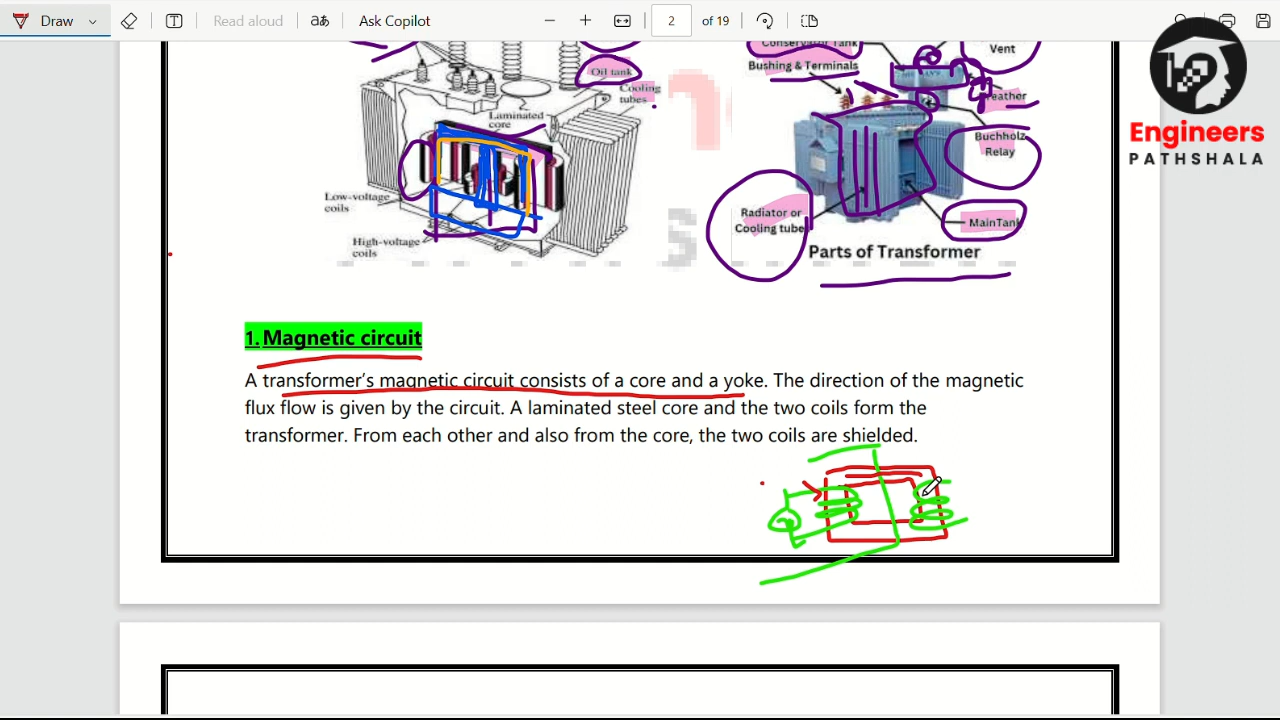 Draw
Read aloud
Ask Copilot
2
of 19
Conservator Tank
Vent
Bushing & Terminals
Oil tank
Cooling
tubes
Laminated
core
Breather
Buchholz
Relay
Low-voltage
coils
High-voltage
coils
Radiator or
Cooling tube
MainTank
Parts of Transformer
Engineers
PATHSHALA
1. Magnetic circuit
A transformer's magnetic circuit consists of a core and a yoke. The direction of the magnetic
flux flow is given by the circuit. A laminated steel core and the two coils form the
transformer. From each other and also from the core, the two coils are shielded.